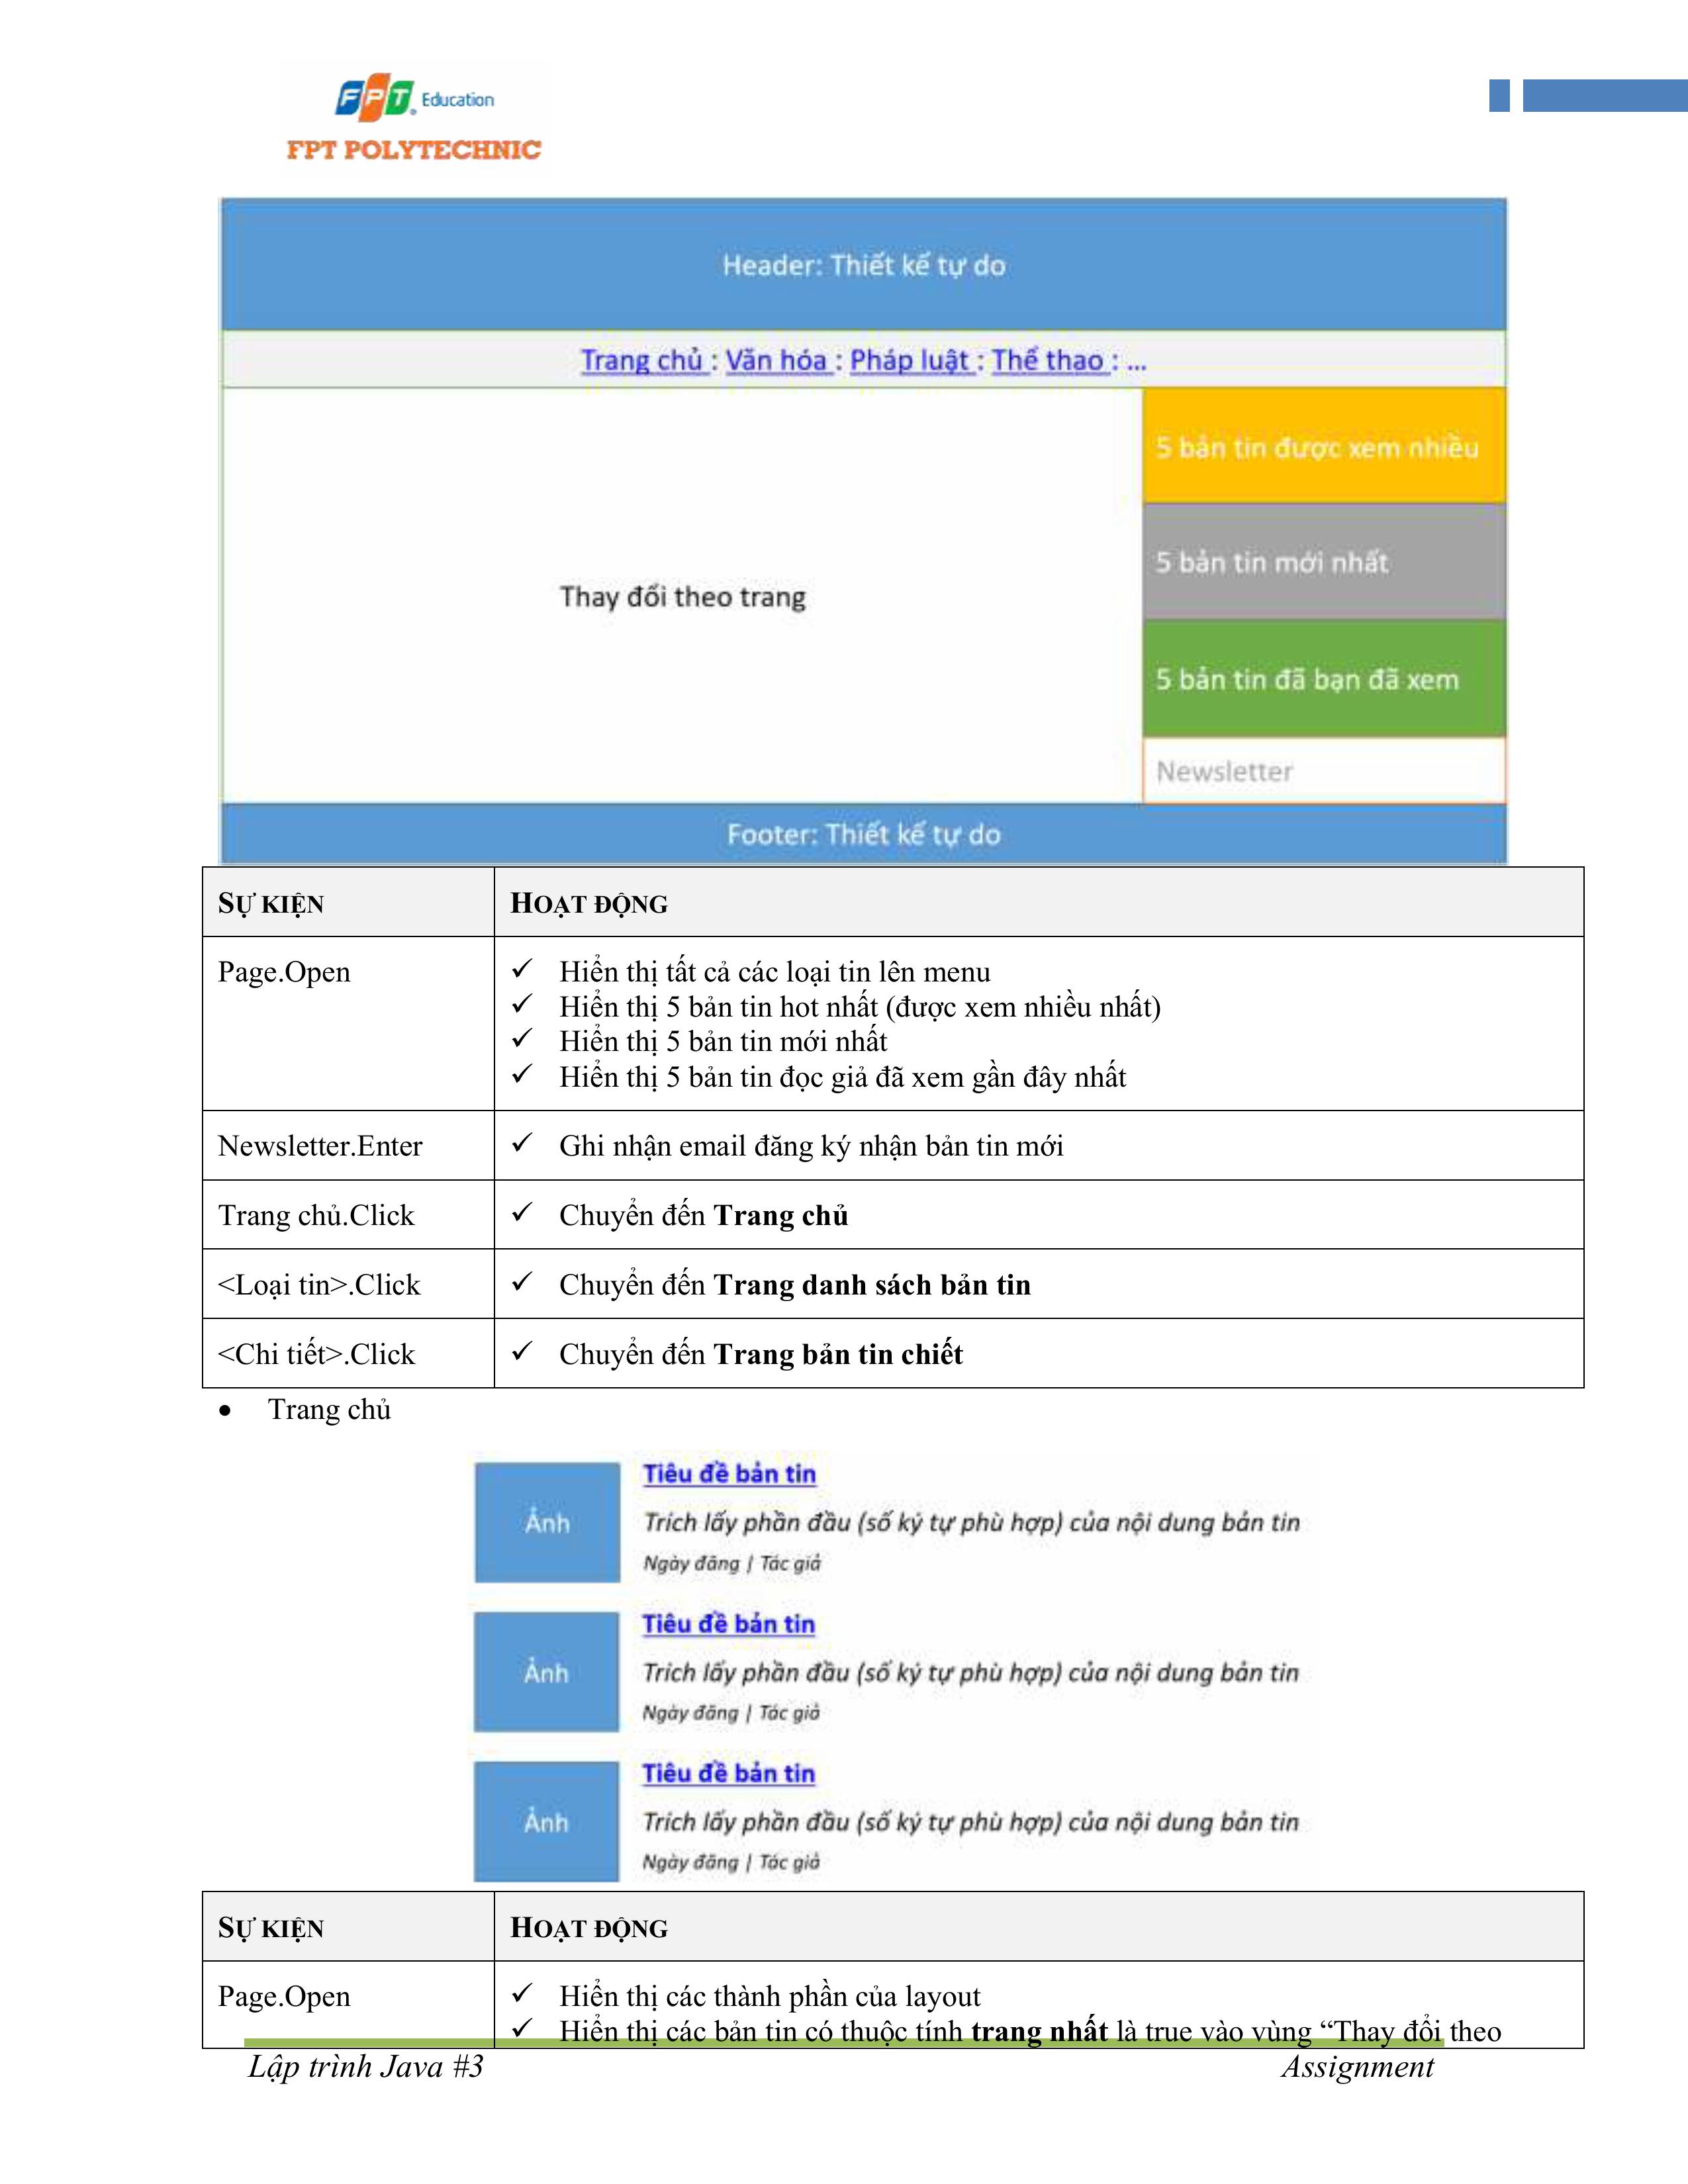 FPT Education
FPT POLYTECHNIC
Header: Thiết kế tự do
Trang chủ : Văn hóa : Pháp luật : Thể thao : ...
Thay đổi theo trang
5 bản tin được xem nhiều
5 bản tin mới nhất
5 bản tin đã bạn đã xem
Newsletter
Footer: Thiết kế tự do
SỰ KIỆN HOẠT ĐỘNG
Page.Open ✓ Hiển thị tất cả các loại tin lên menu
✓ Hiển thị 5 bản tin hot nhất (được xem nhiều nhất)
✓ Hiển thị 5 bản tin mới nhất
✓ Hiển thị 5 bản tin đọc giả đã xem gần đây nhất
Newsletter.Enter ✓ Ghi nhận email đăng ký nhận bản tin mới
Trang chủ.Click ✓ Chuyển đến Trang chủ
<Loại tin>.Click ✓ Chuyển đến Trang danh sách bản tin
<Chi tiết>.Click ✓ Chuyển đến Trang bản tin chiết
• Trang chủ
Ảnh
Tiêu đề bản tin
Trích lấy phần đầu (số ký tự phù hợp) của nội dung bản tin
Ngày đăng | Tác giả
Ảnh
Tiêu đề bản tin
Trích lấy phần đầu (số ký tự phù hợp) của nội dung bản tin
Ngày đăng | Tác giả
Ảnh
Tiêu đề bản tin
Trích lấy phần đầu (số ký tự phù hợp) của nội dung bản tin
Ngày đăng | Tác giả
SỰ KIỆN HOẠT ĐỘNG
Page.Open ✓ Hiển thị các thành phần của layout
✓ Hiển thị các bản tin có thuộc tính trang nhất là true vào vùng “Thay đổi theo
Lập trình Java #3 Assignment